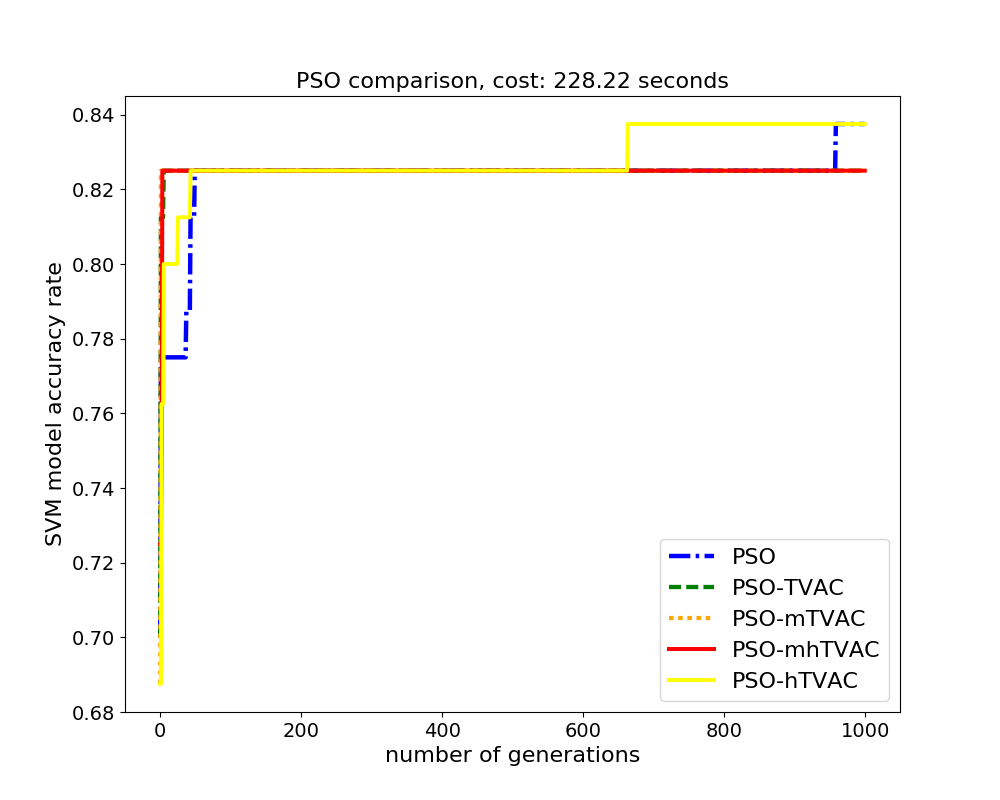 PSO comparison, cost: 228.22 seconds
SVM model accuracy rate
0.84
0.82
0.80
0.78
0.76
0.74
0.72
0.70
0.68
0
200
400
600
800
1000
number of generations
PSO
PSO-TVAC
PSO-mTVAC
PSO-mhTVAC
PSO-hTVAC